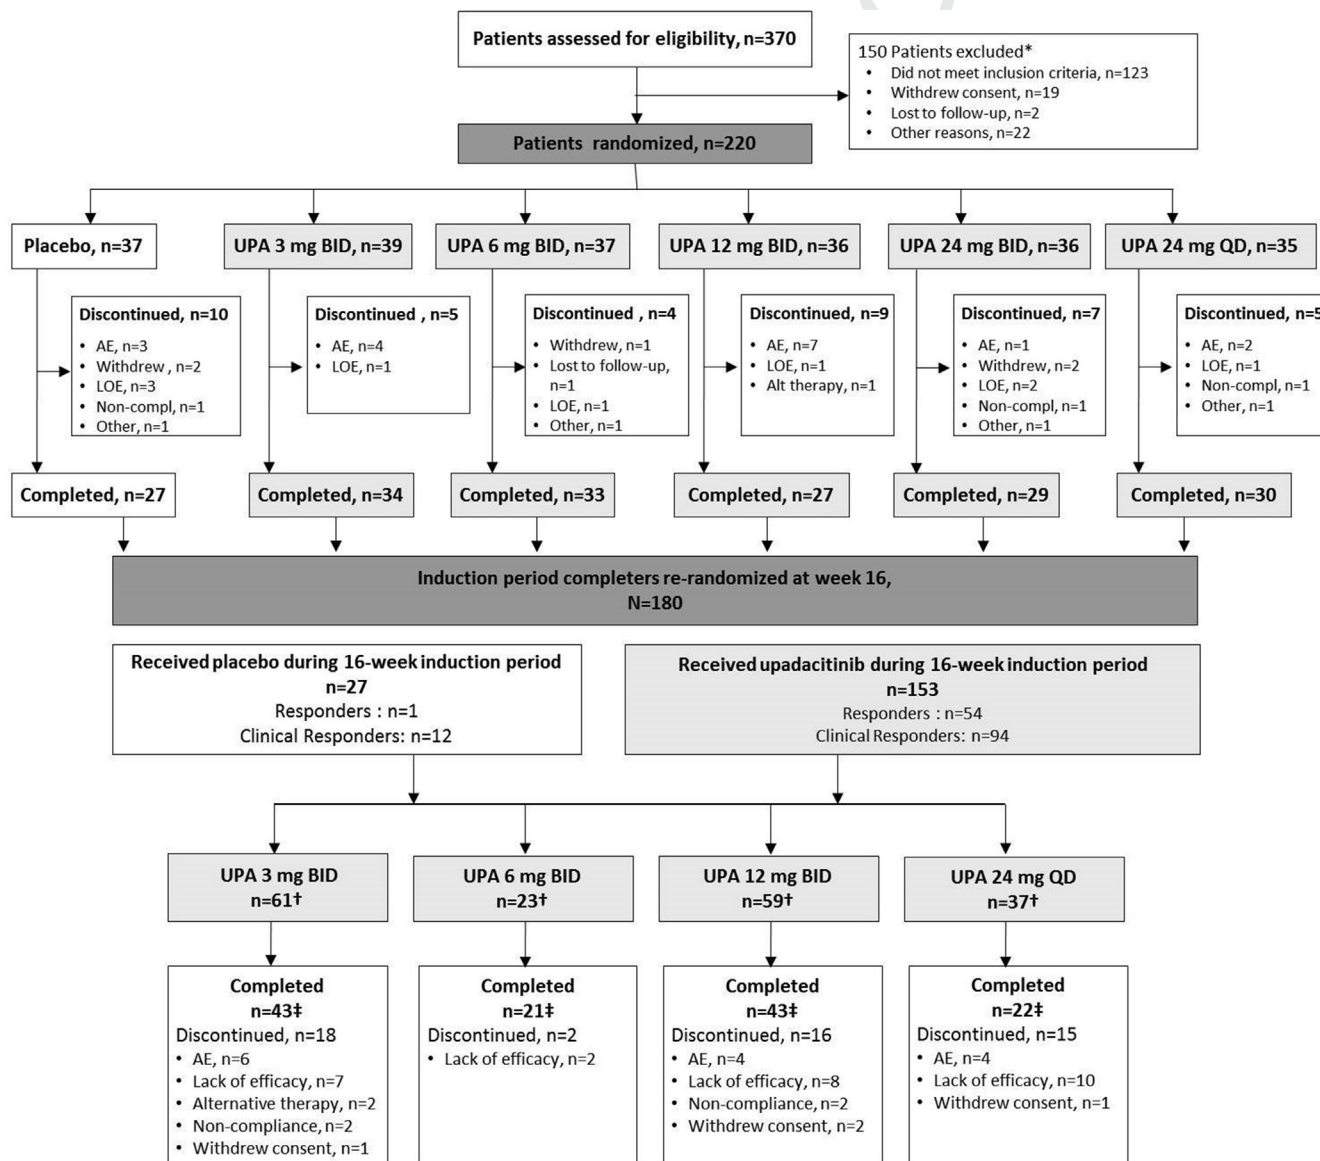 Patients assessed for eligibility, n=370
150 Patients excluded*
• Did not meet inclusion criteria, n=123
• Withdrew consent, n=19
• Lost to follow-up, n=2
• Other reasons, n=22
Patients randomized, n=220
Placebo, n=37
UPA 3 mg BID, n=39
UPA 6 mg BID, n=37
UPA 12 mg BID, n=36
UPA 24 mg BID, n=36
UPA 24 mg QD, n=35
Discontinued, n=10
• AE, n=3
• Withdrew , n=2
• LOE, n=3
• Non-compl, n=1
• Other, n=1
Discontinued , n=5
• AE, n=4
• LOE, n=1
Discontinued , n=4
• Withdrew, n=1
• Lost to follow-up,
n=1
• LOE, n=1
• Other, n=1
Discontinued, n=9
• AE, n=7
• LOE, n=1
• Alt therapy, n=1
Discontinued, n=7
• AE, n=1
• Withdrew, n=2
• LOE, n=2
• Non-compl, n=1
• Other, n=1
Discontinued, n=5
• AE, n=2
• LOE, n=1
• Non-compl, n=1
• Other, n=1
Completed, n=27
Completed, n=34
Completed, n=33
Completed, n=27
Completed, n=29
Completed, n=30
Induction period completers re-randomized at week 16,
N=180
Received placebo during 16-week induction period
n=27
Responders : n=1
Clinical Responders: n=12
Received upadacitinib during 16-week induction period
n=153
Responders : n=54
Clinical Responders: n=94
UPA 3 mg BID
n=61†
UPA 6 mg BID
n=23†
UPA 12 mg BID
n=59†
UPA 24 mg QD
n=37†
Completed
n=43‡
Discontinued, n=18
• AE, n=6
• Lack of efficacy, n=7
• Alternative therapy, n=2
• Non-compliance, n=2
• Withdrew consent, n=1
Completed
n=21‡
Discontinued, n=2
• Lack of efficacy, n=2
Completed
n=43‡
Discontinued, n=16
• AE, n=4
• Lack of efficacy, n=8
• Non-compliance, n=2
• Withdrew consent, n=2
Completed
n=22‡
Discontinued, n=15
• AE, n=4
• Lack of efficacy, n=10
• Withdrew consent, n=1